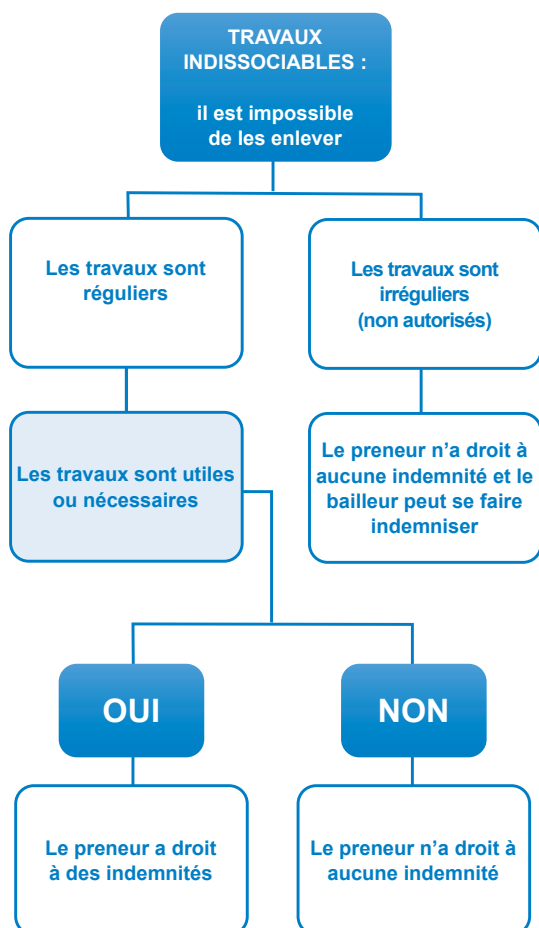 TRAVAUX
INDISSOCIABLES :
il est impossible
de les enlever
Les travaux sont
réguliers
Les travaux sont
irréguliers
(non autorisés)
Les travaux sont utiles
ou nécessaires
Le preneur n’a droit à
aucune indemnité et le
bailleur peut se faire
indemniser
OUI
NON
Le preneur a droit
à des indemnités
Le preneur n’a droit à
aucune indemnité